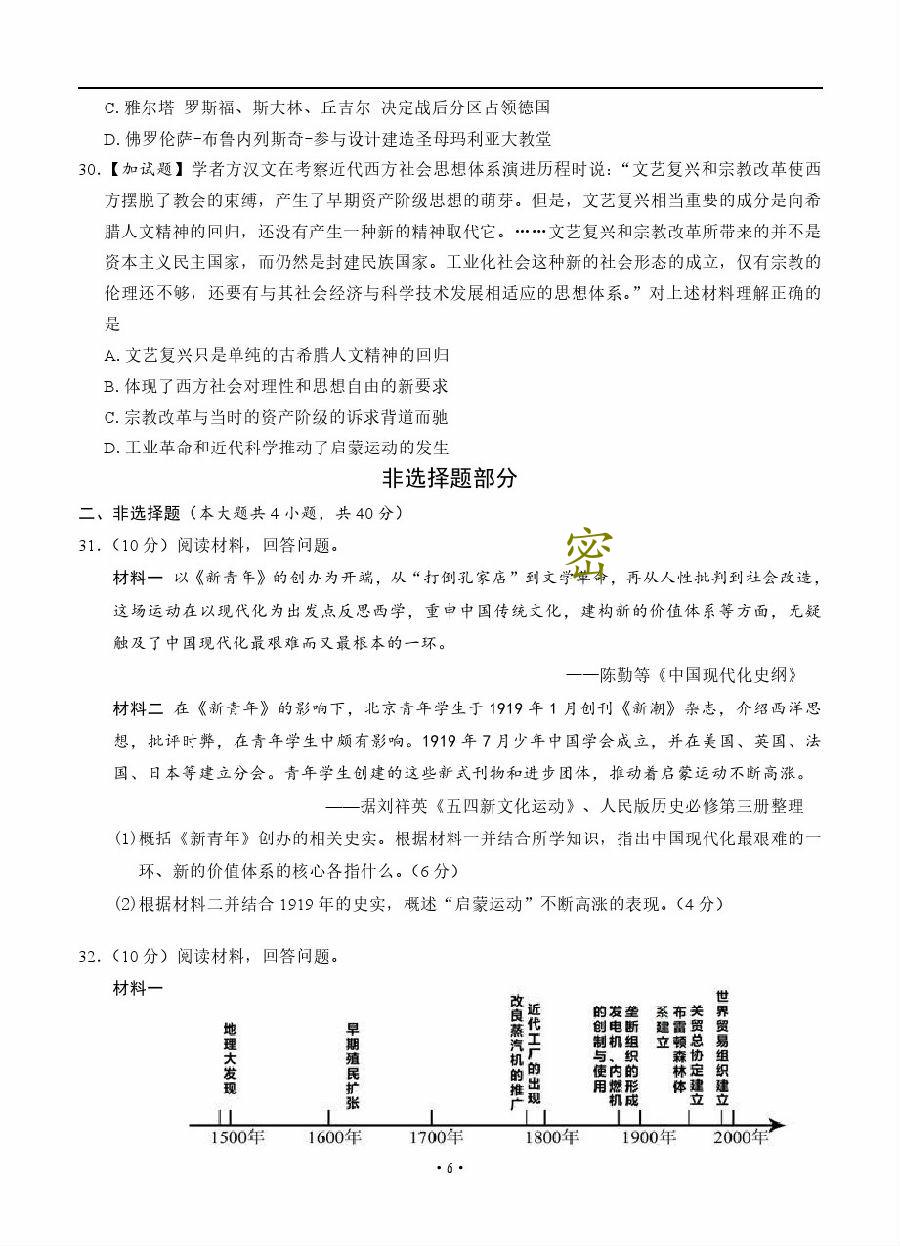 C. 雅尔塔 罗斯福、斯大林、丘吉尔 决定战后分区占领德国
D. 佛罗伦萨-布鲁内列斯奇-参与设计建造圣母玛利亚大教堂
30.【加试题】学者方汉文在考察近代西方社会思想体系演进历程时说：“文艺复兴和宗教改革使西
方摆脱了教会的束缚，产生了早期资产阶级思想的萌芽。但是，文艺复兴相当重要的成分是向希
腊人文精神的回归，还没有产生一种新的精神取代它。……文艺复兴和宗教改革所带来的并不是
资本主义民主国家，而仍然是封建民族国家。工业化社会这种新的社会形态的成立，仅有宗教的
伦理还不够，还要有与其社会经济与科学技术发展相适应的思想体系。”对上述材料理解正确的
是
A. 文艺复兴只是单纯的古希腊人文精神的回归
B. 体现了西方社会对理性和思想自由的新要求
C. 宗教改革与当时的资产阶级的诉求背道而驰
D. 工业革命和近代科学推动了启蒙运动的发生
非选择题部分
二、非选择题（本大题共 4 小题，共 40 分）
31.（10 分）阅读材料，回答问题。
密
材料一 以《新青年》的创办为开端，从“打倒孔家店”到文学革命，再从人性批判到社会改造，
这场运动在以现代化为出发点反思西学，重申中国传统文化，建构新的价值体系等方面，无疑
触及了中国现代化最艰难而又最根本的一环。
——陈勤等《中国现代化史纲》
材料二 在《新青年》的影响下，北京青年学生于 1919 年 1 月创刊《新潮》杂志，介绍西洋思
想，批评时弊，在青年学生中颇有影响。1919 年 7 月少年中国学会成立，并在美国、英国、法
国、日本等建立分会。青年学生创建的这些新式刊物和进步团体，推动着启蒙运动不断高涨。
——据刘祥英《五四新文化运动》、人民版历史必修第三册整理
(1)概括《新青年》创办的相关史实。根据材料一并结合所学知识，指出中国现代化最艰难的一
环、新的价值体系的核心各指什么。（6 分）
(2)根据材料二并结合 1919 年的史实，概述“启蒙运动”不断高涨的表现。（4 分）
32.（10 分）阅读材料，回答问题。
材料一
地理大发现
早期殖民扩张
改良蒸汽机的推广
近代工厂的出现
发电机、内燃机的创制与使用
垄断组织的形成
布雷顿森林体系建立
关贸总协定建立
世界贸易组织建立
1500年 1600年 1700年 1800年 1900年 2000年
·6·